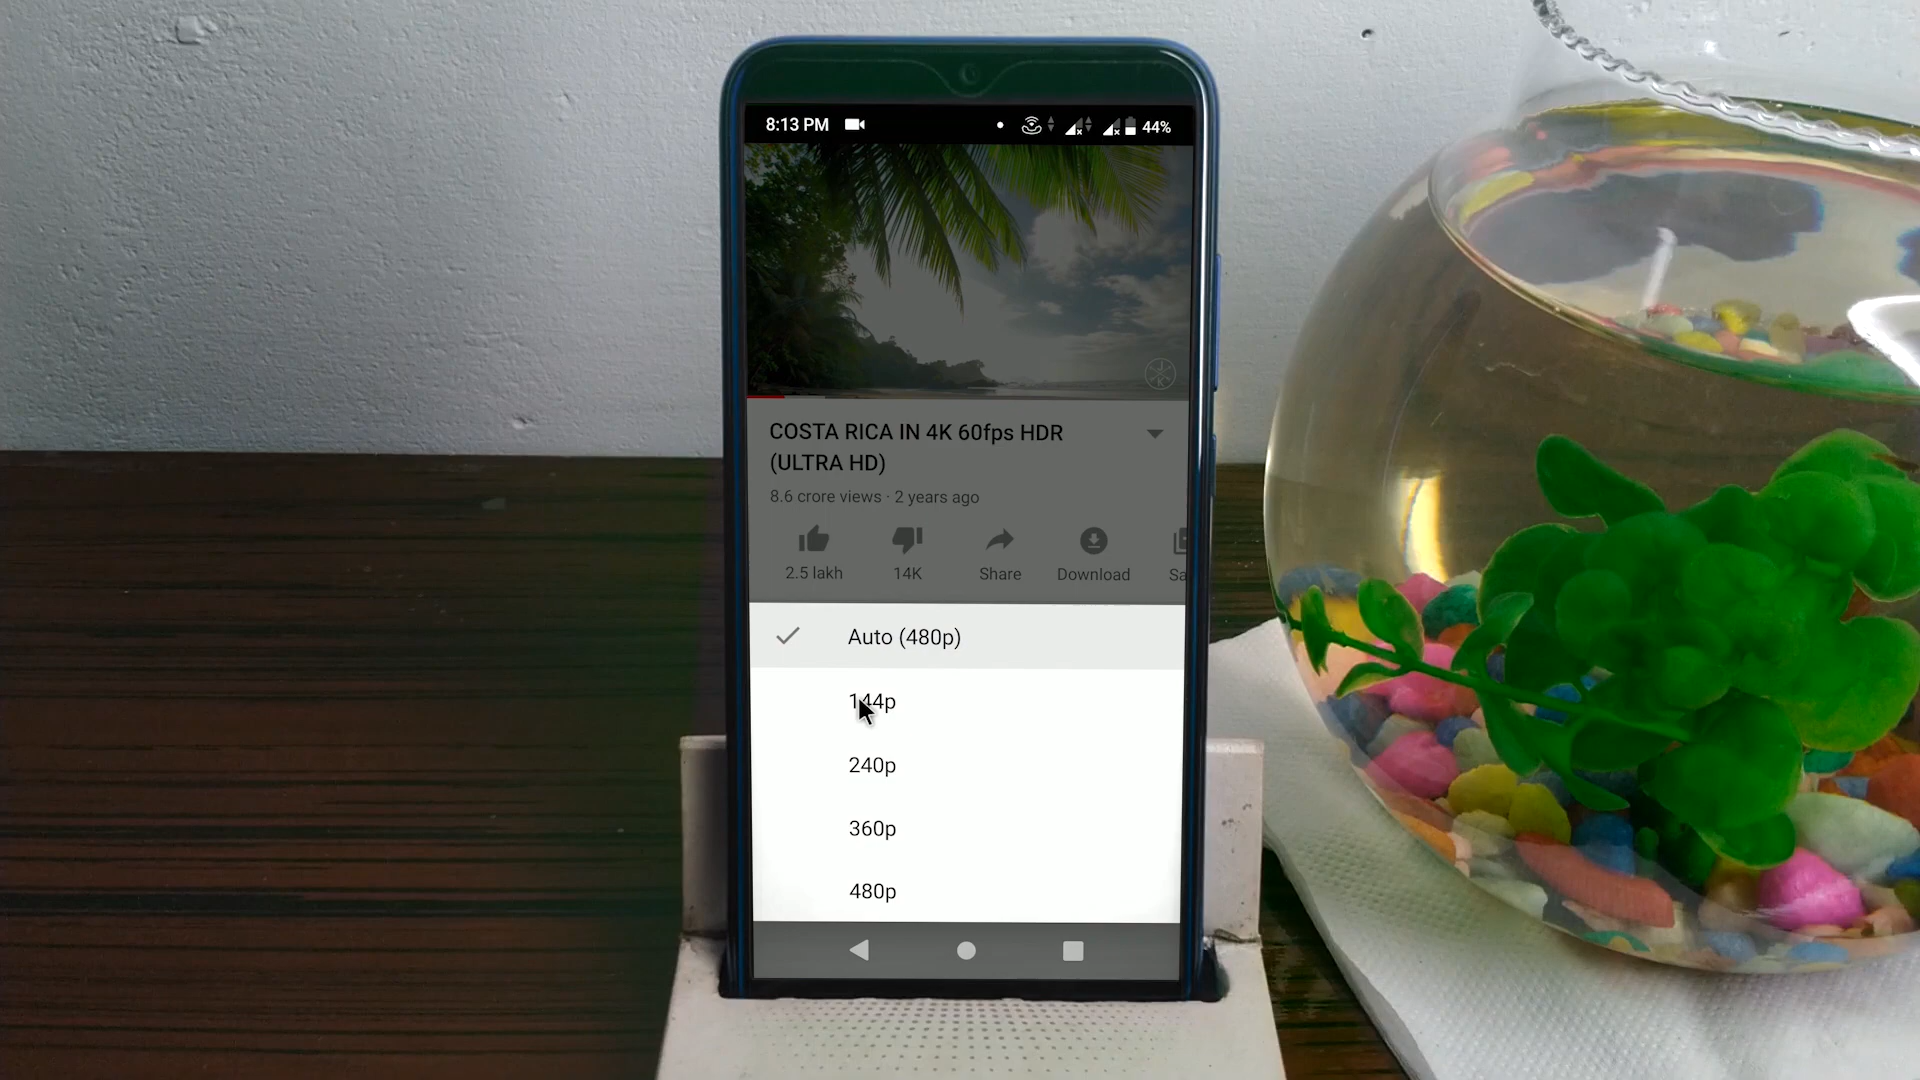 8:13 PM 44%
COSTA RICA IN 4K 60fps HDR
(ULTRA HD)
8.6 crore views · 2 years ago
2.5 lakh 14K Share Download Sa
Auto (480p)
144p
240p
360p
480p